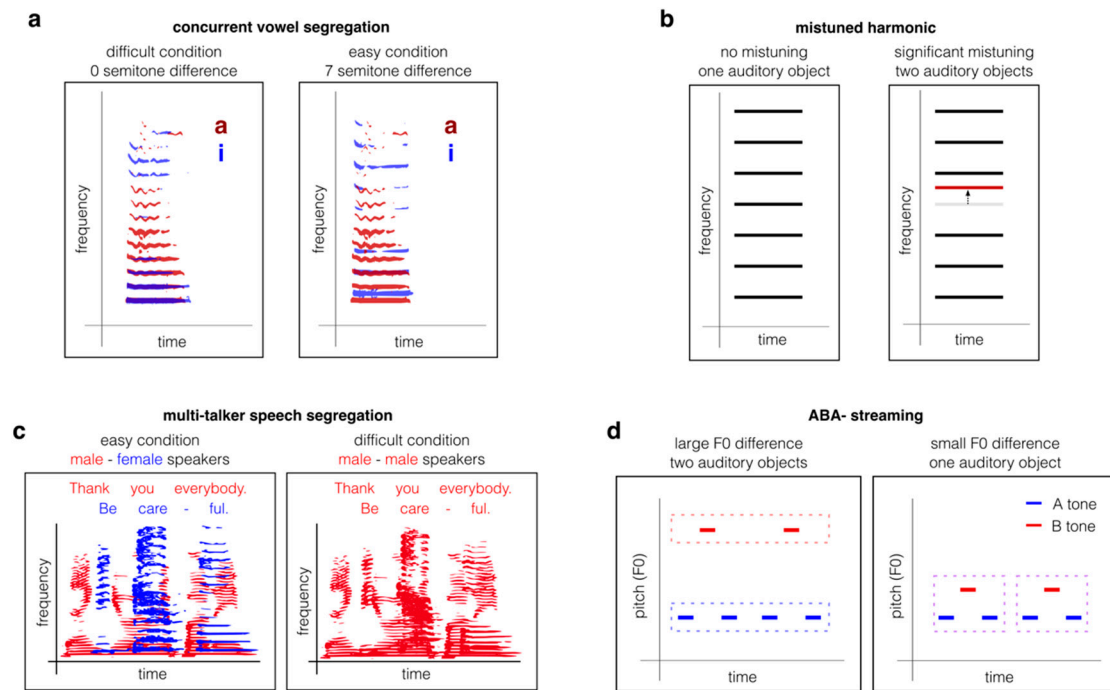 a
concurrent vowel segregation
difficult condition
0 semitone difference
easy condition
7 semitone difference
a
i
frequency
time
a
i
frequency
time
b
mistuned harmonic
no mistuning
one auditory object
significant mistuning
two auditory objects
frequency
time
frequency
time
c
multi-talker speech segregation
easy condition
male - female speakers
difficult condition
male - male speakers
Thank you everybody.
Be care - ful.
frequency
time
Thank you everybody.
Be care - ful.
frequency
time
d
ABA- streaming
large F0 difference
two auditory objects
small F0 difference
one auditory object
pitch (F0)
time
A tone
B tone
pitch (F0)
time